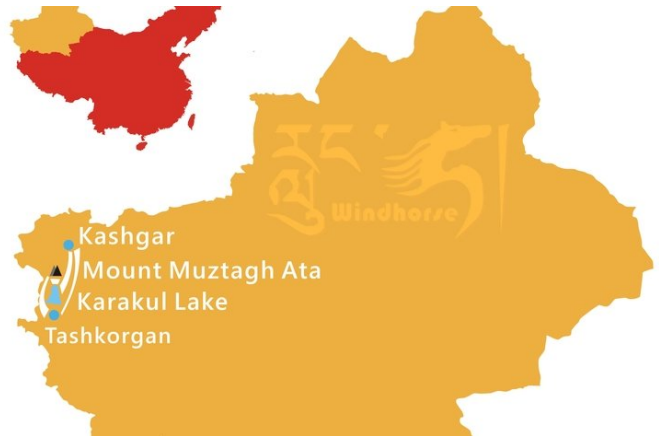 Windhorse
Kashgar
Mount Muztagh Ata
Karakul Lake
Tashkorgan